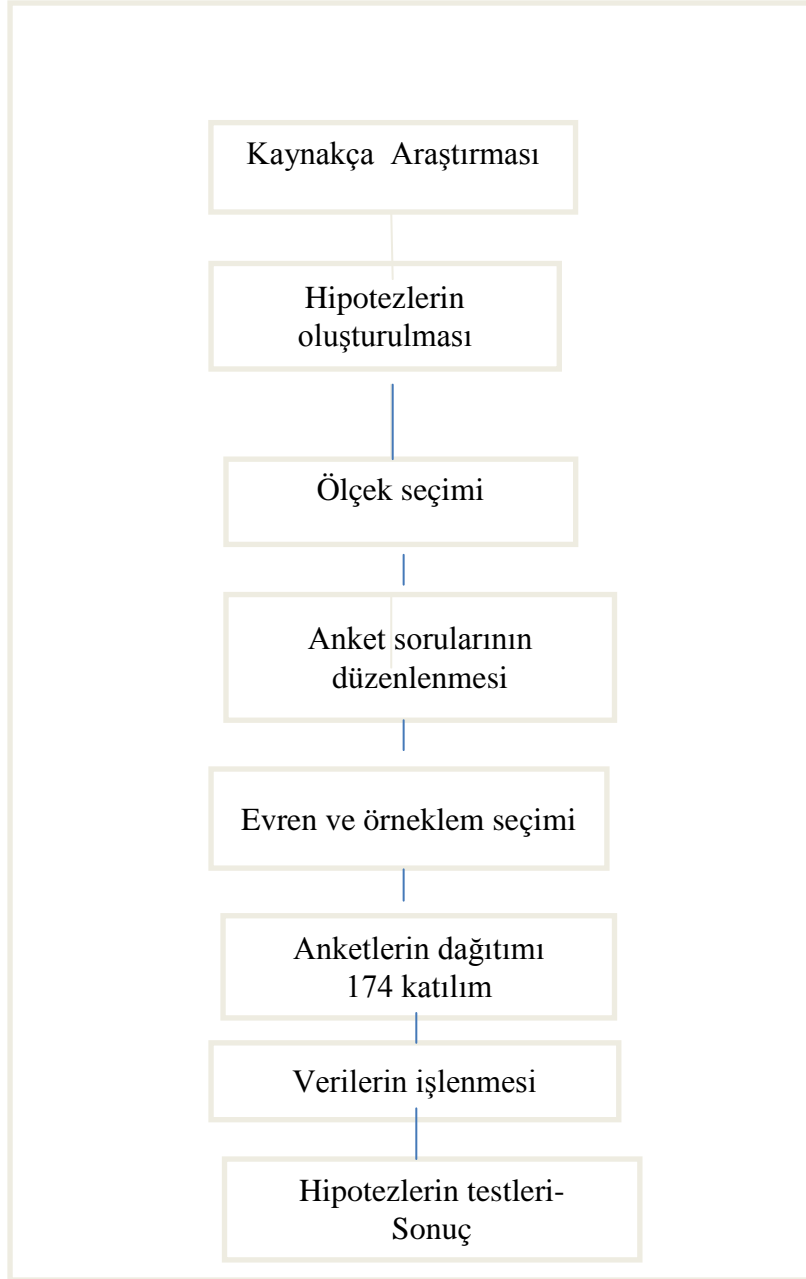 Kaynakça Araştırması
Hipotezlerin
oluşturulması
Ölçek seçimi
Anket sorularının
düzenlenmesi
Evren ve örneklem seçimi
Anketlerin dağıtımı
174 katılım
Verilerin işlenmesi
Hipotezlerin testleri-
Sonuç